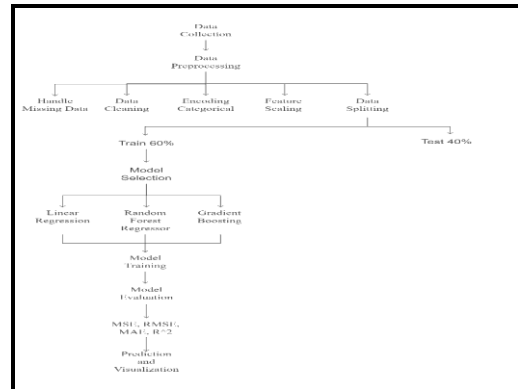 Data
Collection
Data
Preprocessing
Handle
Missing Data
Data
Cleaning
Encoding
Categorical
Feature
Scaling
Data
Splitting
Train 60%
Test 40%
Model
Selection
Linear
Regression
Random
Forest
Regressor
Gradient
Boosting
Model
Training
Model
Evaluation
MSE, RMSE,
MAE, R^2
Prediction
and
Visualization